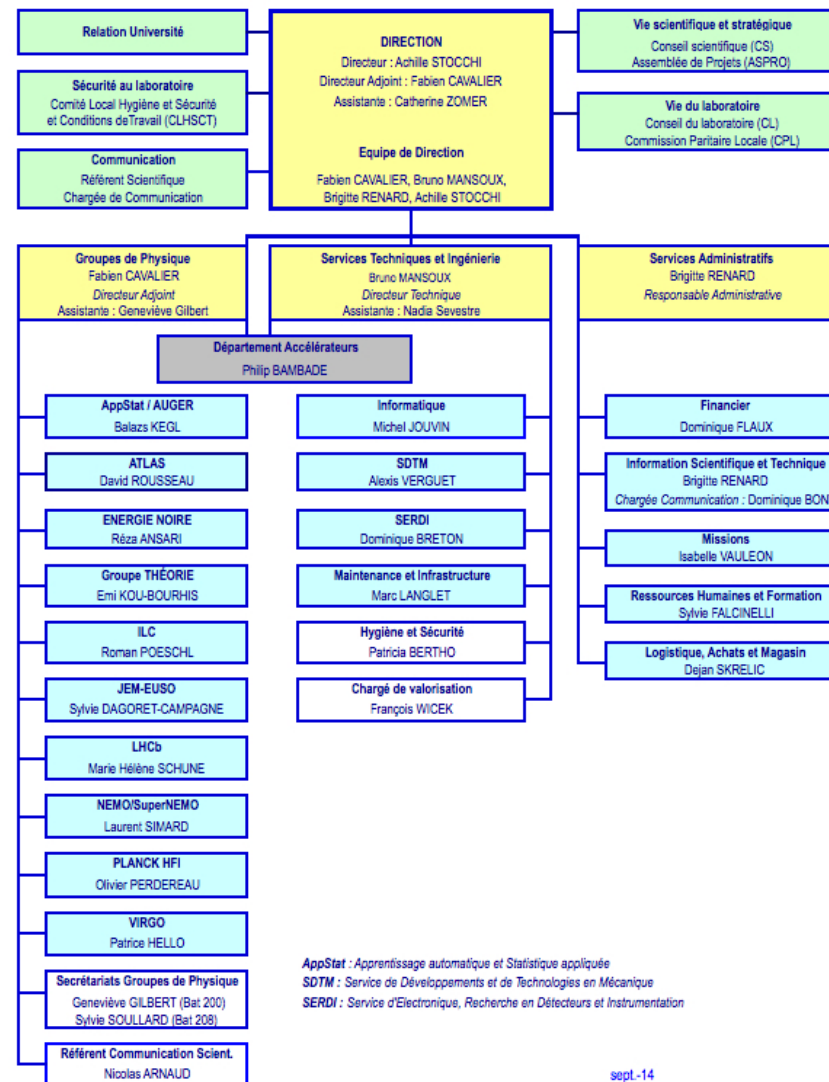 Relation Université
Sécurité au laboratoire
Comité Local Hygiène et Sécurité
et Conditions deTravail (CLHSCT)
Communication
Référent Scientifique
Chargée de Communication
DIRECTION
Directeur : Achille STOCCHI
Directeur Adjoint : Fabien CAVALIER
Assistante : Catherine ZOMER
Equipe de Direction
Fabien CAVALIER, Bruno MANSOUX,
Brigitte RENARD, Achille STOCCHI
Vie scientifique et stratégique
Conseil scientifique (CS)
Assemblée de Projets (ASPRO)
Vie du laboratoire
Conseil du laboratoire (CL)
Commission Paritaire Locale (CPL)
Groupes de Physique
Fabien CAVALIER
Directeur Adjoint
Assistante : Geneviève Gilbert
Services Techniques et Ingénierie
Bruno MANSOUX
Directeur Technique
Assistante : Nadia Sevestre
Services Administratifs
Brigitte RENARD
Responsable Administrative
Département Accélérateurs
Philip BAMBADE
AppStat / AUGER
Balazs KEGL
ATLAS
David ROUSSEAU
ENERGIE NOIRE
Réza ANSARI
Groupe THÉORIE
Emi KOU-BOURHIS
ILC
Roman POESCHL
JEM-EUSO
Sylvie DAGORET-CAMPAGNE
LHCb
Marie Hélène SCHUNE
NEMO/SuperNEMO
Laurent SIMARD
PLANCK HFI
Olivier PERDEREAU
VIRGO
Patrice HELLO
Secrétariats Groupes de Physique
Geneviève GILBERT (Bat 200)
Sylvie SOULLARD (Bat 208)
Référent Communication Scient.
Nicolas ARNAUD
Informatique
Michel JOUVIN
SDTM
Alexis VERGUET
SERDI
Dominique BRETON
Maintenance et Infrastructure
Marc LANGLET
Hygiène et Sécurité
Patricia BERTHO
Chargé de valorisation
François WICEK
Financier
Dominique FLAUX
Information Scientifique et Technique
Brigitte RENARD
Chargée Communication : Dominique BON
Missions
Isabelle VAULEON
Ressources Humaines et Formation
Sylvie FALCINELLI
Logistique, Achats et Magasin
Dejan SKRELIC
AppStat : Apprentissage automatique et Statistique appliquée
SDTM : Service de Développements et de Technologies en Mécanique
SERDI : Service d'Electronique, Recherche en Détecteurs et Instrumentation
sept.-14